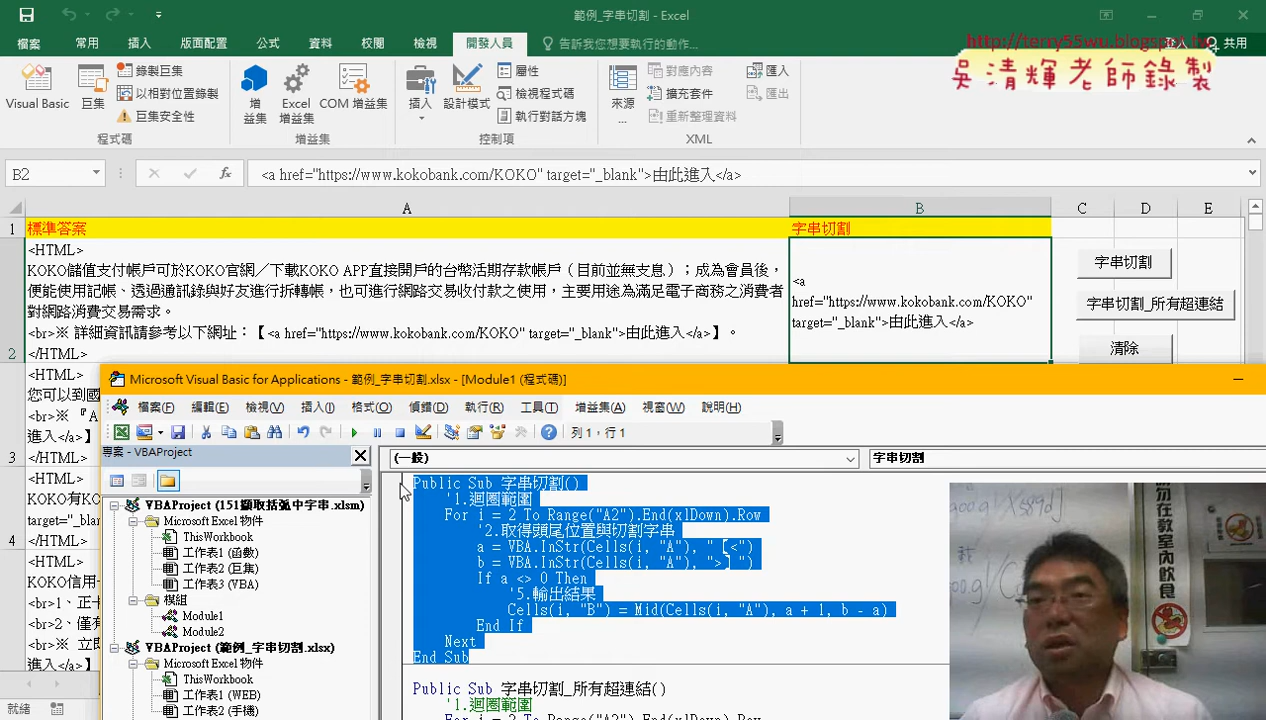 範例_字串切割 - Excel
http://terry55wu.blogspot.tw
吳清輝老師錄製
檔案 常用 插入 版面配置 公式 資料 校閱 檢視 開發人員 告訴我您想要執行的動作... 共用
Visual Basic 巨集 錄製巨集 以相對位置錄製 巨集安全性
增益集 Excel 增益集 COM 增益集
插入 設計模式 屬性 檢視程式碼 執行對話方塊
來源 ... 對應內容 擴充套件 重新整理資料 匯入 匯出
程式碼 增益集 控制項 XML
B2 fx <a href="https://www.kokobank.com/KOKO" target="_blank">由此進入</a>
A B C D E
1 標準答案 字串切割
<HTML>
KOKO儲值支付帳戶可於KOKO官網／下載KOKO APP直接開戶的台幣活期存款帳戶（目前並無支息）；成為會員後，
便能使用記帳、透過通訊錄與好友進行拆轉帳，也可進行網路交易收付款之使用，主要用途為滿足電子商務之消費者
對網路消費交易需求。
<br>※ 詳細資訊請參考以下網址：【<a href="https://www.kokobank.com/KOKO" target="_blank">由此進入</a>】。
2 </HTML>
<a
href="https://www.kokobank.com/KOKO"
target="_blank">由此進入</a>
字串切割
字串切割_所有超連結
清除
<HTML>
您可以到國
<br>※ 『A
進入</a>】
3 </HTML>
<HTML>
KOKO有KO
target="_blank
4 </HTML>
<HTML>
KOKO信用卡
<br>1、正卡
<br>2、僅有
<br>※ 立即
進入</a>】
就緒
Microsoft Visual Basic for Applications - 範例_字串切割.xlsx - [Module1 (程式碼)]
檔案(F) 編輯(E) 檢視(V) 插入(I) 格式(O) 偵錯(D) 執行(R) 工具(T) 增益集(A) 視窗(W) 說明(H)
列 1，行 1
專案 - VBAProject
VBAProject (151擷取括弧中字串.xlsm)
Microsoft Excel 物件
ThisWorkbook
工作表1 (函數)
工作表2 (巨集)
工作表3 (VBA)
模組
Module1
Module2
VBAProject (範例_字串切割.xlsx)
Microsoft Excel 物件
ThisWorkbook
工作表1 (WEB)
工作表2 (手機)
(一般) 字串切割
Public Sub 字串切割()
'1.迴圈範圍
For i = 2 To Range("A2").End(xlDown).Row
'2.取得頭尾位置與切割字串
a = VBA.InStr(Cells(i, "A"), "【<")
b = VBA.InStr(Cells(i, "A"), ">】")
If a <> 0 Then
'5.輸出結果
Cells(i, "B") = Mid(Cells(i, "A"), a + 1, b - a)
End If
Next
End Sub
Public Sub 字串切割_所有超連結()
'1.迴圈範圍
For i = 2 To Range("A2").End(xlDown).Row
勿在教室內飲食